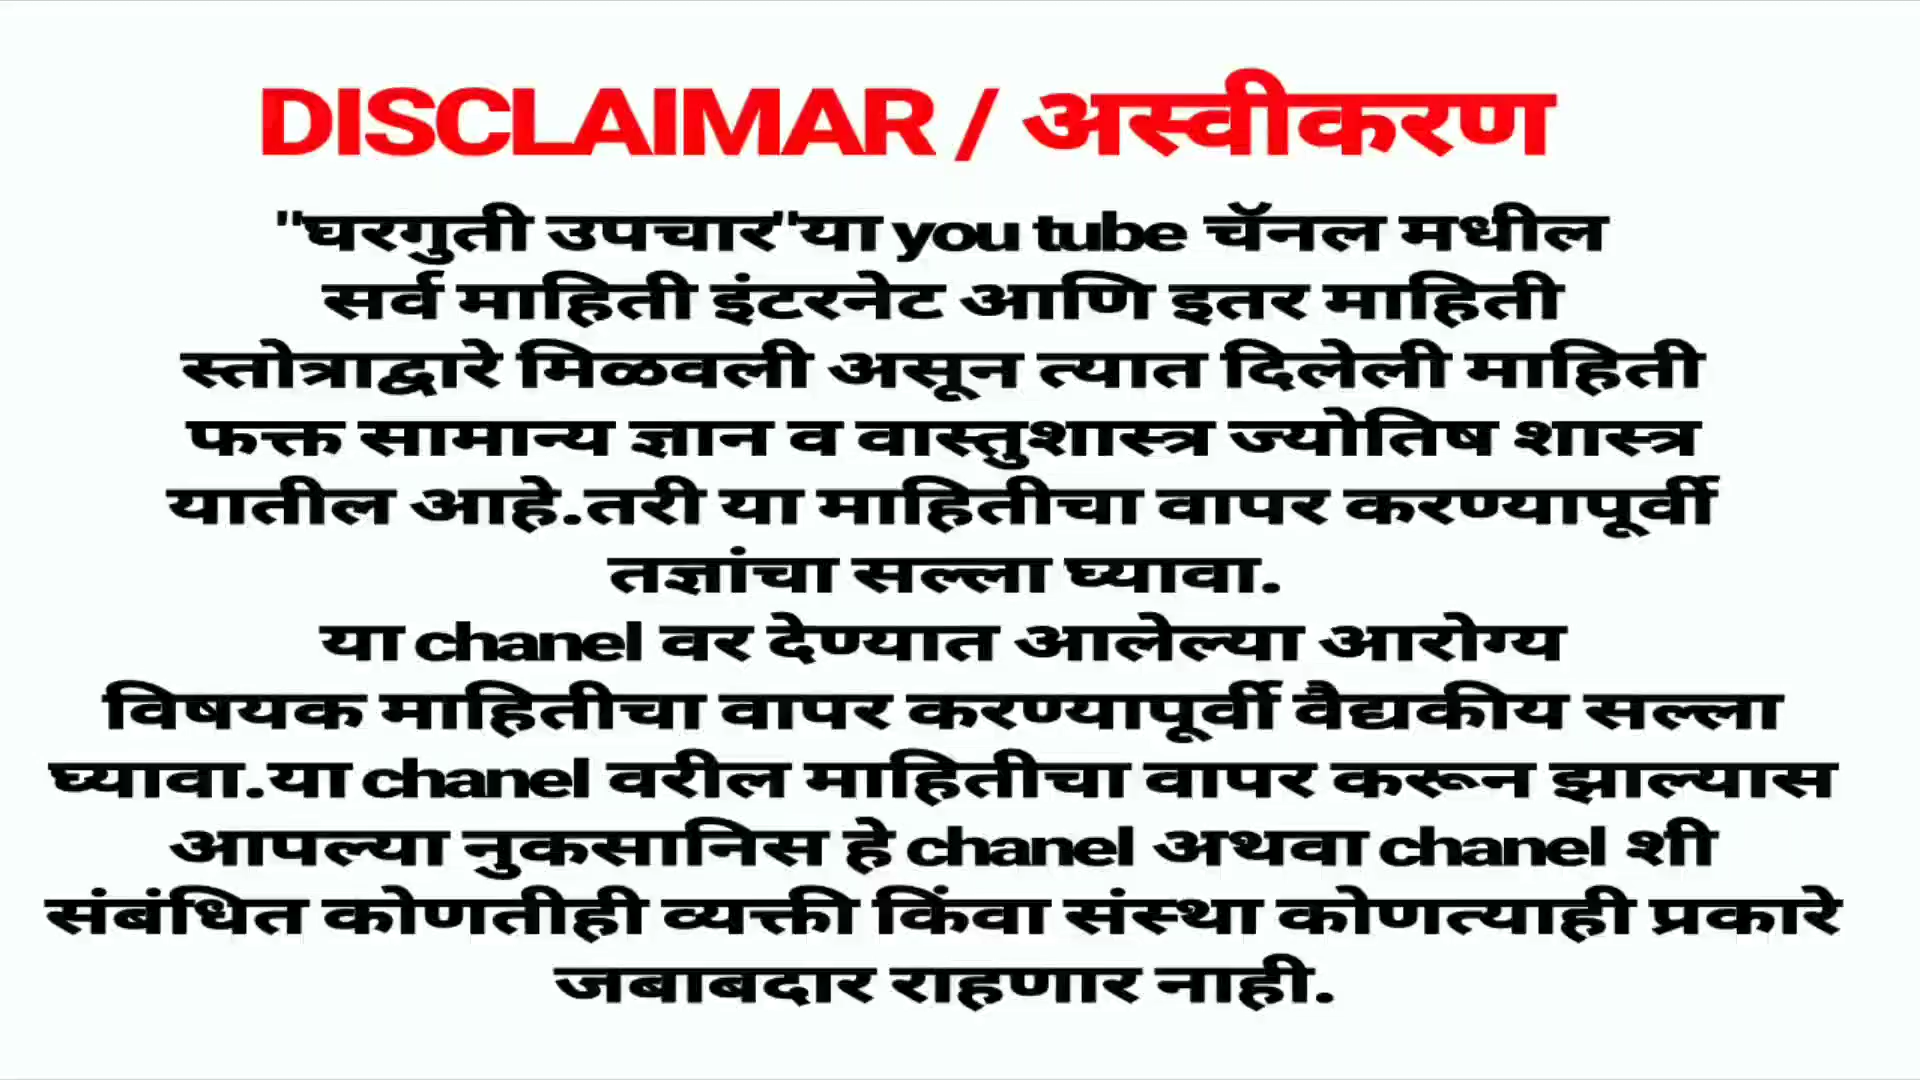 DISCLAIMAR / अस्वीकरण
"घरगुती उपचार"या you tube चॅनल मधील
सर्व माहिती इंटरनेट आणि इतर माहिती
स्तोत्राद्वारे मिळवली असून त्यात दिलेली माहिती
फक्त सामान्य ज्ञान व वास्तुशास्त्र ज्योतिष शास्त्र
यातील आहे.तरी या माहितीचा वापर करण्यापूर्वी
तज्ञांचा सल्ला घ्यावा.
या chanel वर देण्यात आलेल्या आरोग्य
विषयक माहितीचा वापर करण्यापूर्वी वैद्यकीय सल्ला
घ्यावा.या chanel वरील माहितीचा वापर करून झाल्यास
आपल्या नुकसानिस हे chanel अथवा chanel शी
संबंधित कोणतीही व्यक्ती किंवा संस्था कोणत्याही प्रकारे
जबाबदार राहणार नाही.